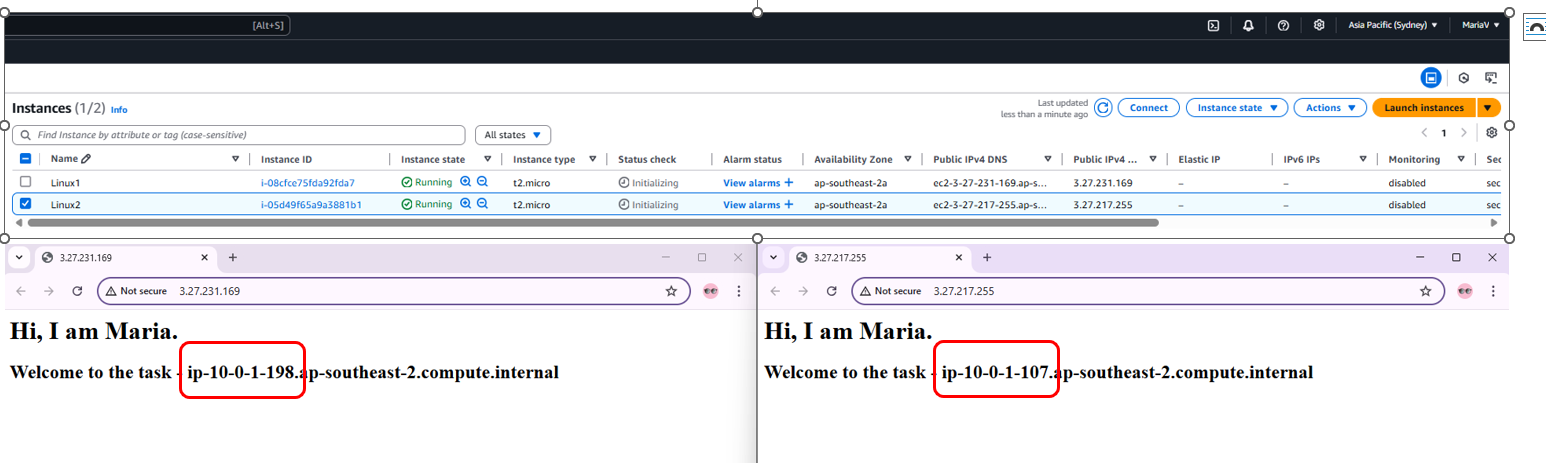 [Alt+S] Asia Pacific (Sydney) MariaV
Instances (1/2) Info Last updated less than a minute ago Connect Instance state Actions Launch instances
Find Instance by attribute or tag (case-sensitive) All states 1
Name Instance ID Instance state Instance type Status check Alarm status Availability Zone Public IPv4 DNS Public IPv4 ... Elastic IP IPv6 IPs Monitoring Sec
Linux1 i-08cfce75fda92fda7 Running t2.micro Initializing View alarms + ap-southeast-2a ec2-3-27-231-169.ap-s... 3.27.231.169 – – disabled sec
Linux2 i-05d49f65a9a3881b1 Running t2.micro Initializing View alarms + ap-southeast-2a ec2-3-27-217-255.ap-s... 3.27.217.255 – – disabled sec
3.27.231.169
Not secure 3.27.231.169
Hi, I am Maria.
Welcome to the task - ip-10-0-1-198.ap-southeast-2.compute.internal
3.27.217.255
Not secure 3.27.217.255
Hi, I am Maria.
Welcome to the task - ip-10-0-1-107.ap-southeast-2.compute.internal